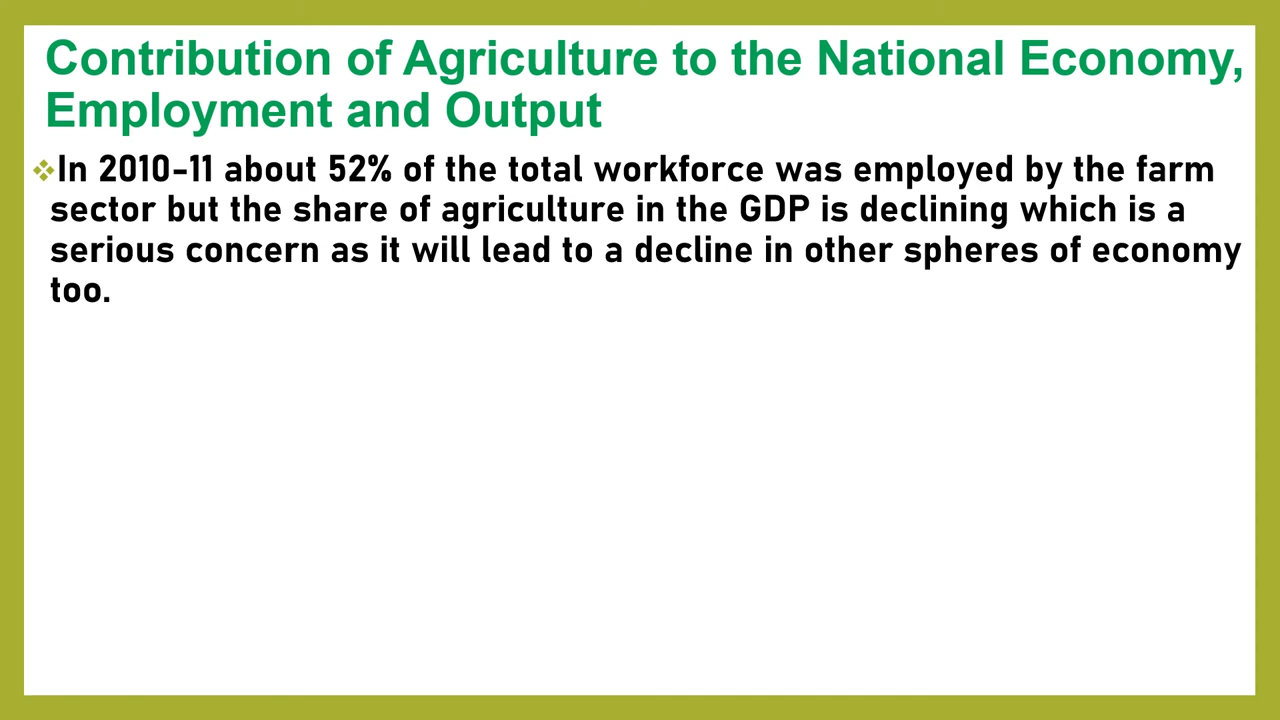 Contribution of Agriculture to the National Economy,
Employment and Output
❖In 2010-11 about 52% of the total workforce was employed by the farm
sector but the share of agriculture in the GDP is declining which is a
serious concern as it will lead to a decline in other spheres of economy
too.